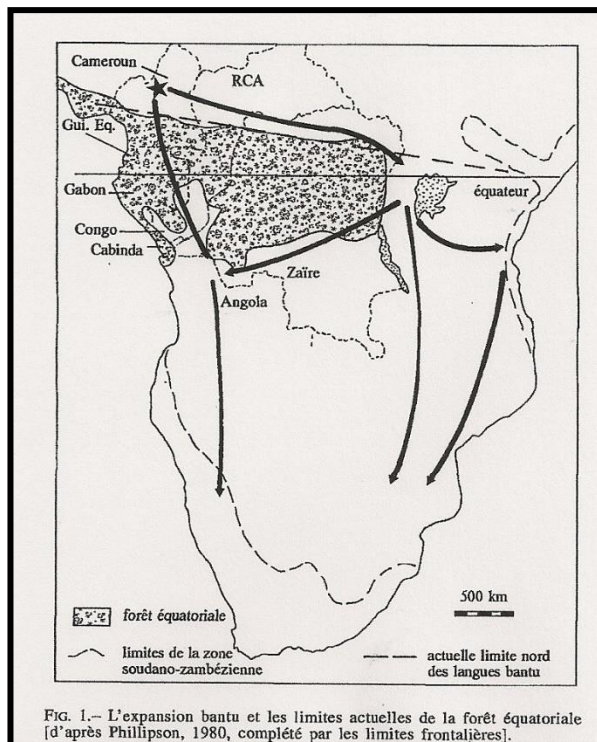 Cameroun
RCA
Gui. Eq.
équateur
Gabon
Congo
Cabinda
Zaïre
Angola
500 km
forêt équatoriale
limites de la zone
soudano-zambézienne
actuelle limite nord
des langues bantu
FIG. 1.– L'expansion bantu et les limites actuelles de la forêt équatoriale
[d'après Phillipson, 1980, complété par les limites frontalières].